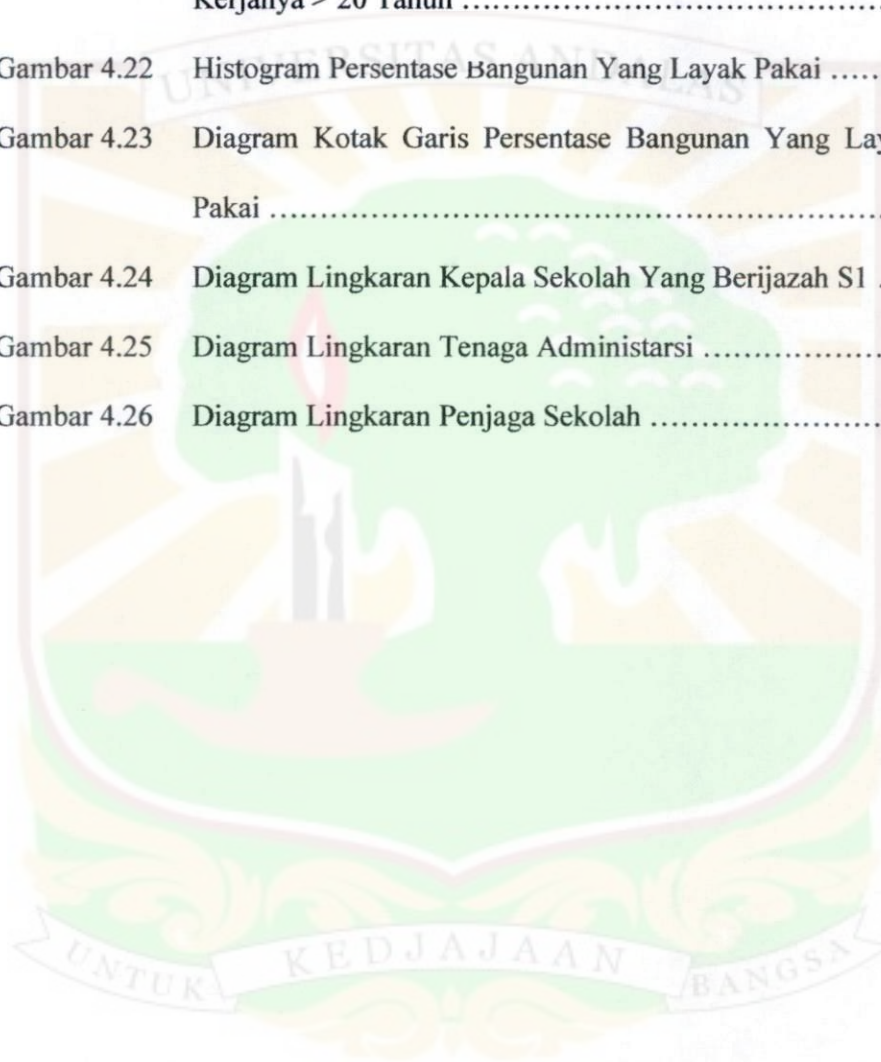 Kerjanya > 20 Tahun ................................................
Gambar 4.22 Histogram Persentase Bangunan Yang Layak Pakai ......
Gambar 4.23 Diagram Kotak Garis Persentase Bangunan Yang
Pakai ................................................................
Gambar 4.24 Diagram Lingkaran Kepala Sekolah Yang Berijazah S1 .
Gambar 4.25 Diagram Lingkaran Tenaga Administarsi ..................
Gambar 4.26 Diagram Lingkaran Penjaga Sekolah .......................
UNIVERSITAS ANDALAS
UNTUK KEDJAJAAN BANGSA